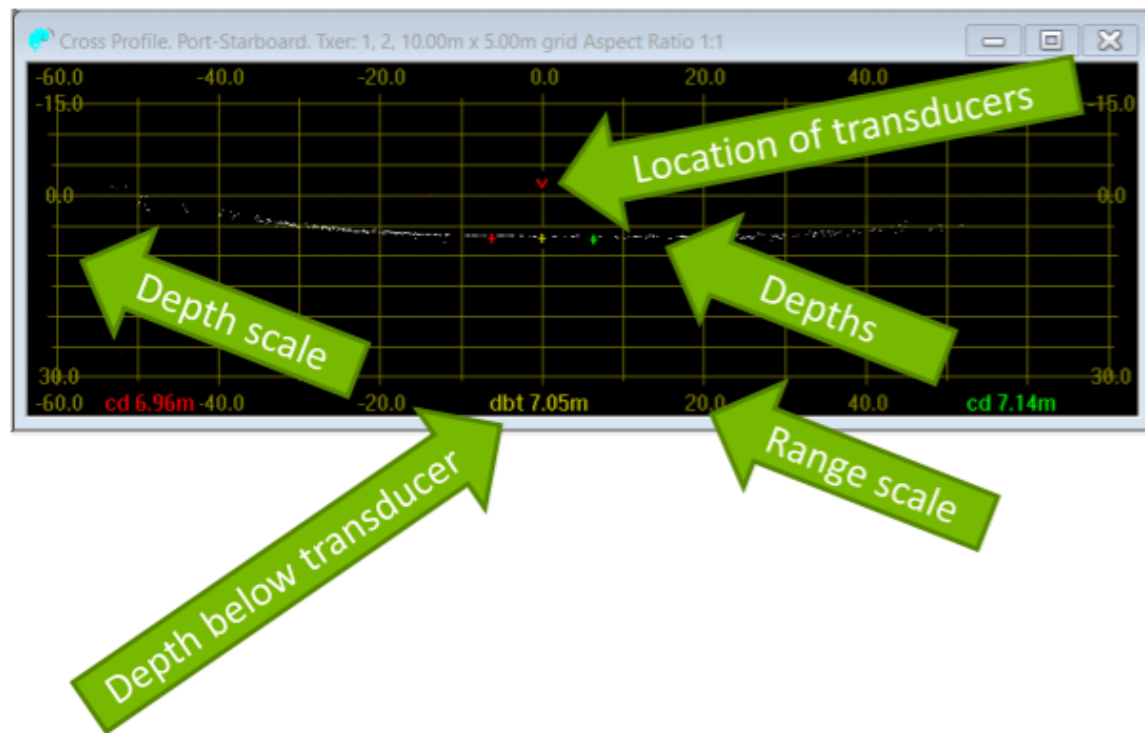 Cross Profile. Port-Starboard. Txer: 1, 2, 10.00m x 5.00m grid Aspect Ratio 1:1
-60.0 -20.0 0.0 20.0 40.0
-15.0 -15.0
Location of transducers
0.0 0.0
Depth scale
Depths
30.0 30.0
-60.0 cd 6.96m -40.0 -20.0 dbt 7.05m 20.0 40.0 cd 7.14m
Range scale
Depth below transducer